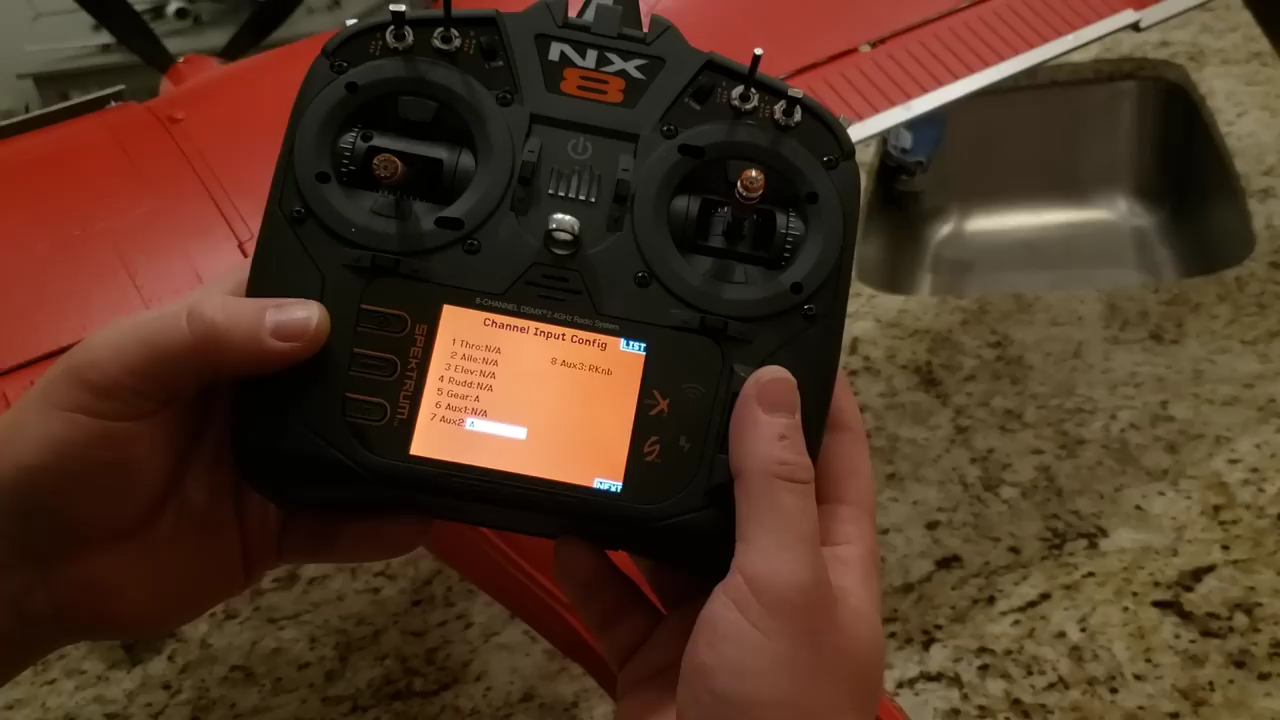 NX
8
8-CHANNEL DSMX® 2.4GHz Radio System
SPEKTRUM
Channel Input Config
LIST
1 Thro:N/A
2 Aile:N/A
3 Elev:N/A
4 Rudd:N/A
5 Gear:A
6 Aux1:N/A
7 Aux2:A
8 Aux3:RKnb
NEXT